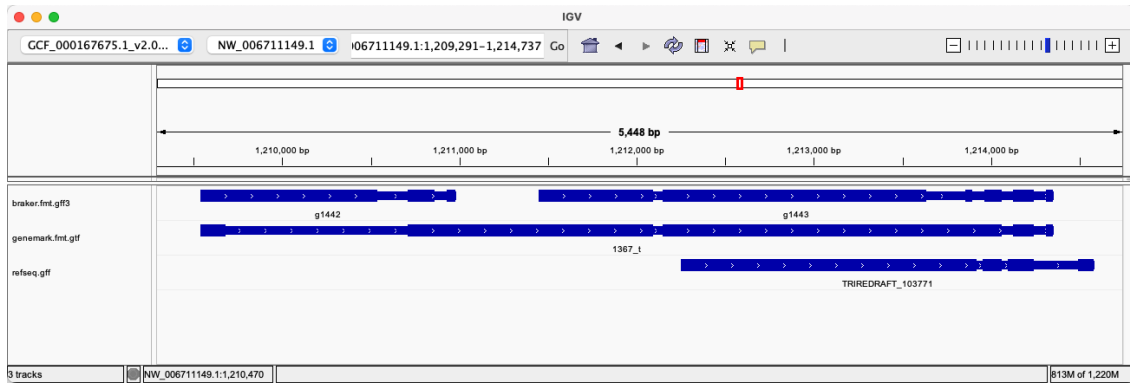 IGV
GCF_000167675.1_v2.0... NW_006711149.1 )06711149.1:1,209,291-1,214,737 Go
5,448 bp
1,210,000 bp 1,211,000 bp 1,212,000 bp 1,213,000 bp 1,214,000 bp
braker.fmt.gff3
g1442 g1443
genemark.fmt.gtf
1367_t
refseq.gff
TRIREDRAFT_103771
3 tracks NW_006711149.1:1,210,470 813M of 1,220M